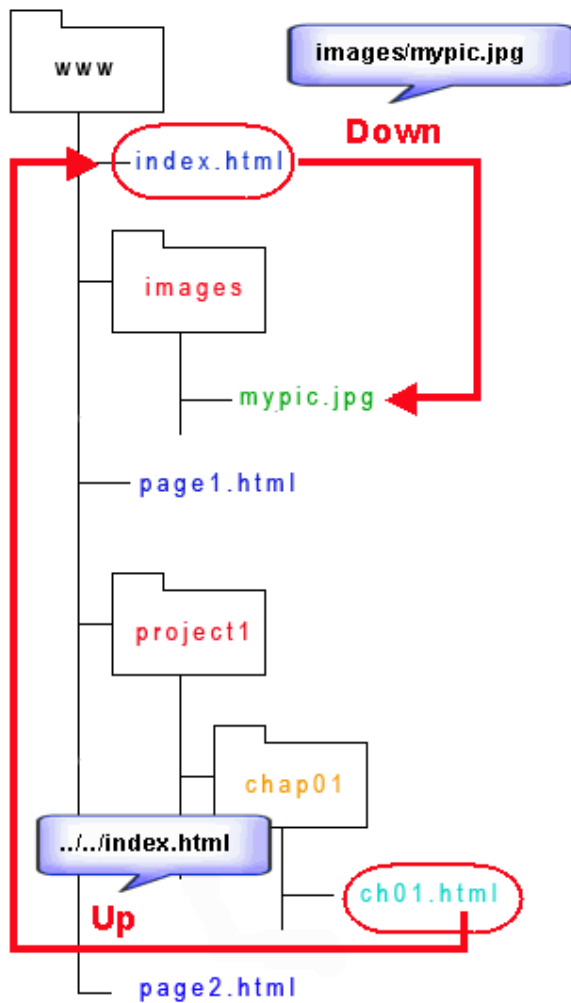 www
images/mypic.jpg
Down
index.html
images
mypic.jpg
page1.html
project1
chap01
../../index.html
ch01.html
Up
page2.html